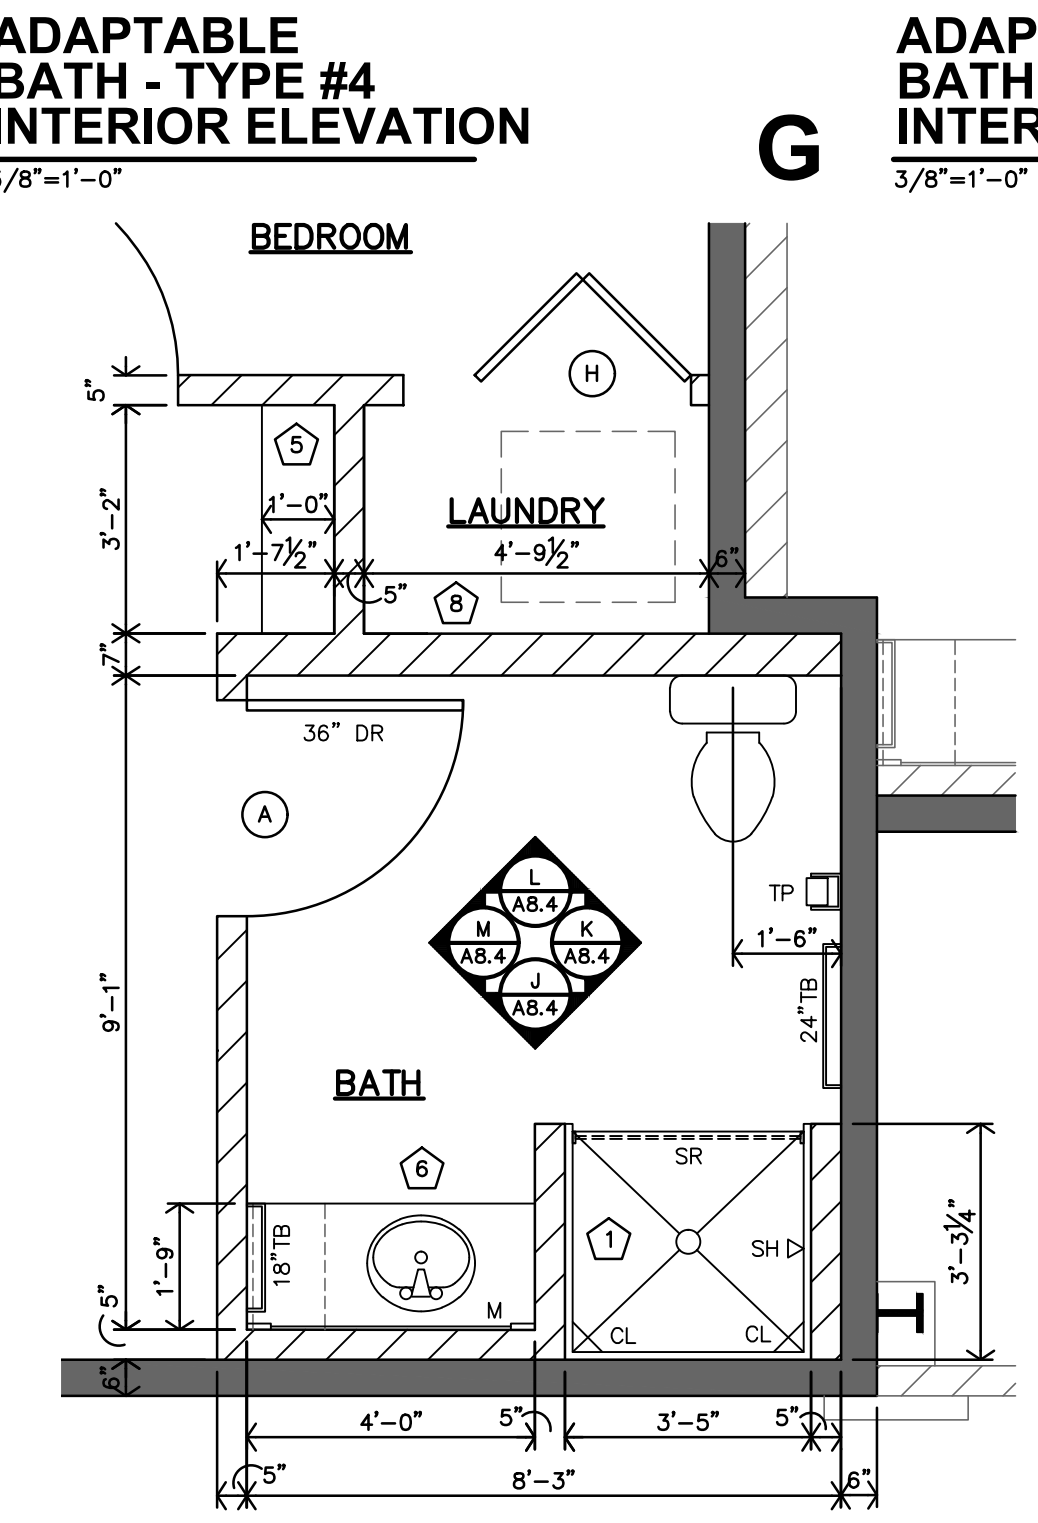 ADAPTABLE
BATH - TYPE #4
INTERIOR ELEVATION
/8"=1'-0"
G
ADAP
BATH
INTER
3/8"=1'-0"
BEDROOM
H
5"
5
1'-0"
3'-2"
LAUNDRY
1'-7½"
4'-9½"
6"
5"
8
7"
36" DR
A
L
A8.4
M
A8.4
K
A8.4
J
A8.4
TP
1'-6"
24"TB
9'-1"
BATH
6
SR
1
SH
3'-3¼"
18"TB
1'-9"
M
CL
CL
5"
6"
4'-0"
5"
3'-5"
5"
5"
8'-3"
6"